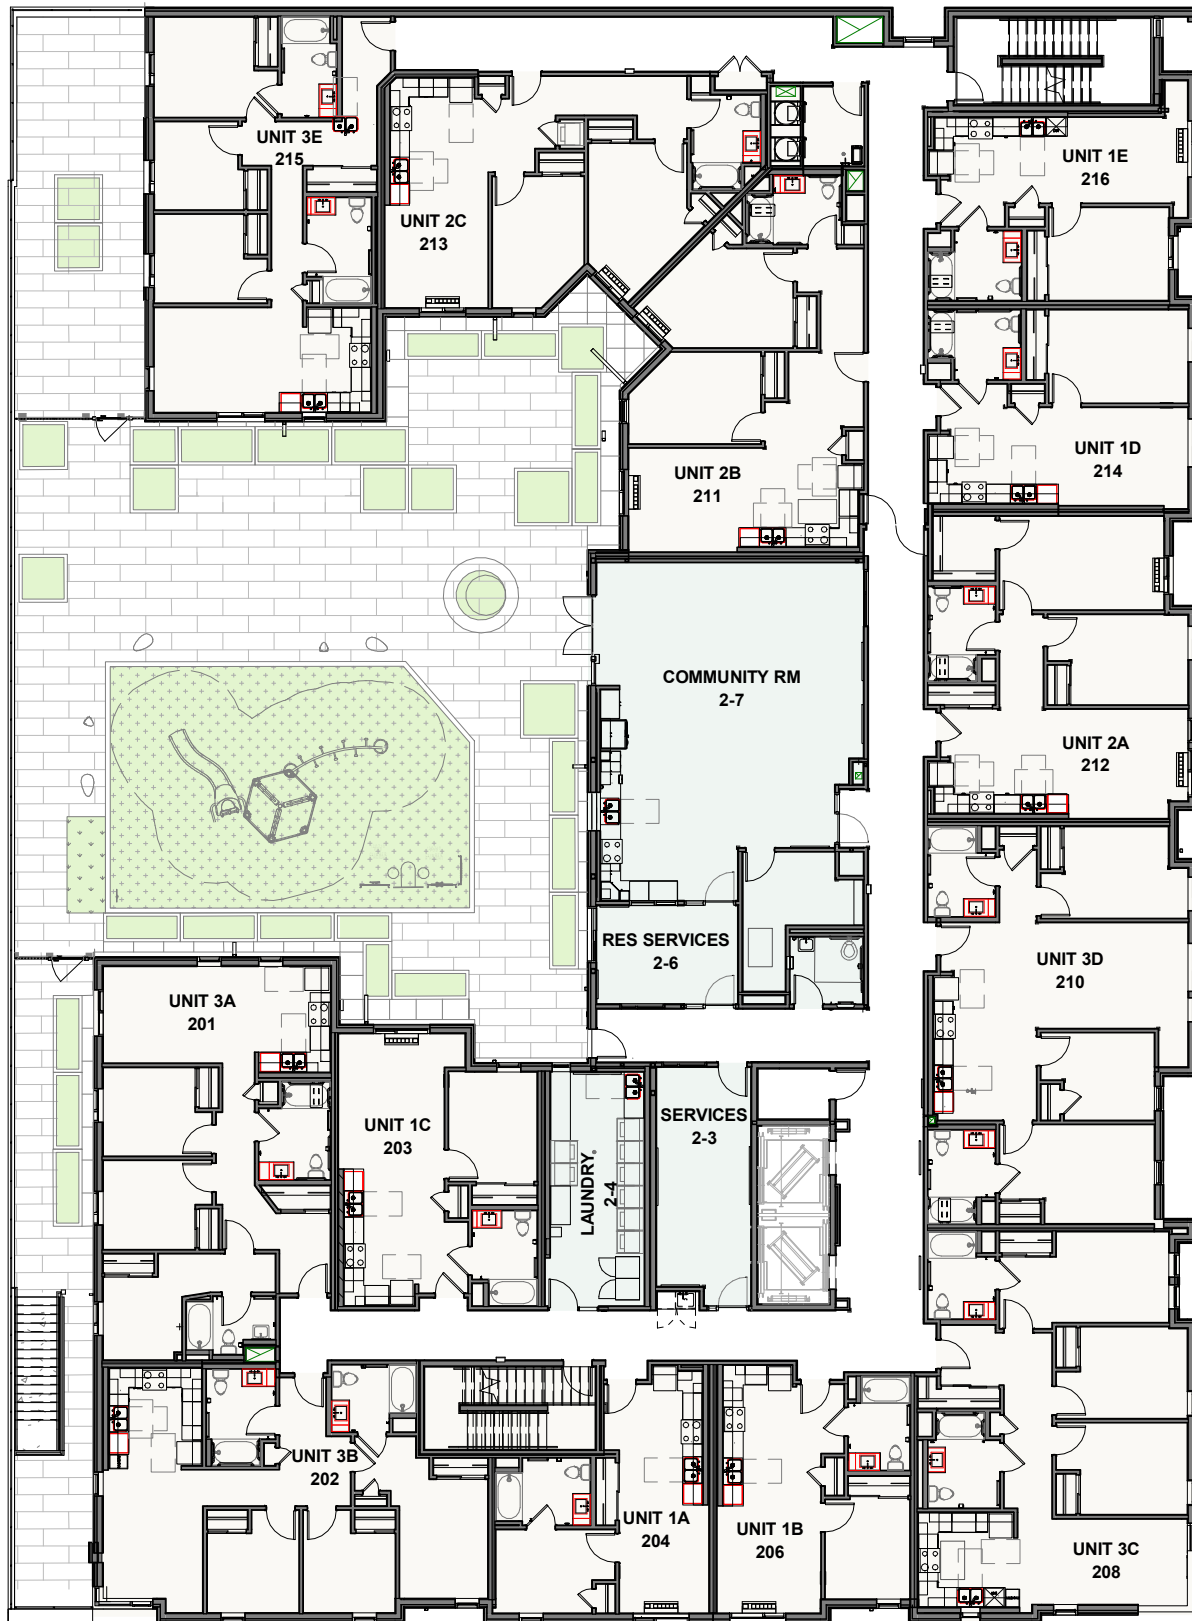 UNIT 3E
215
UNIT 1E
216
UNIT 2C
213
UNIT 1D
214
UNIT 2B
211
COMMUNITY RM
2-7
UNIT 2A
212
RES SERVICES
2-6
UNIT 3D
210
UNIT 3A
201
SERVICES
2-3
UNIT 1C
203
LAUNDRY.
2-4
UNIT 3B
202
UNIT 1A
204
UNIT 1B
206
UNIT 3C
208